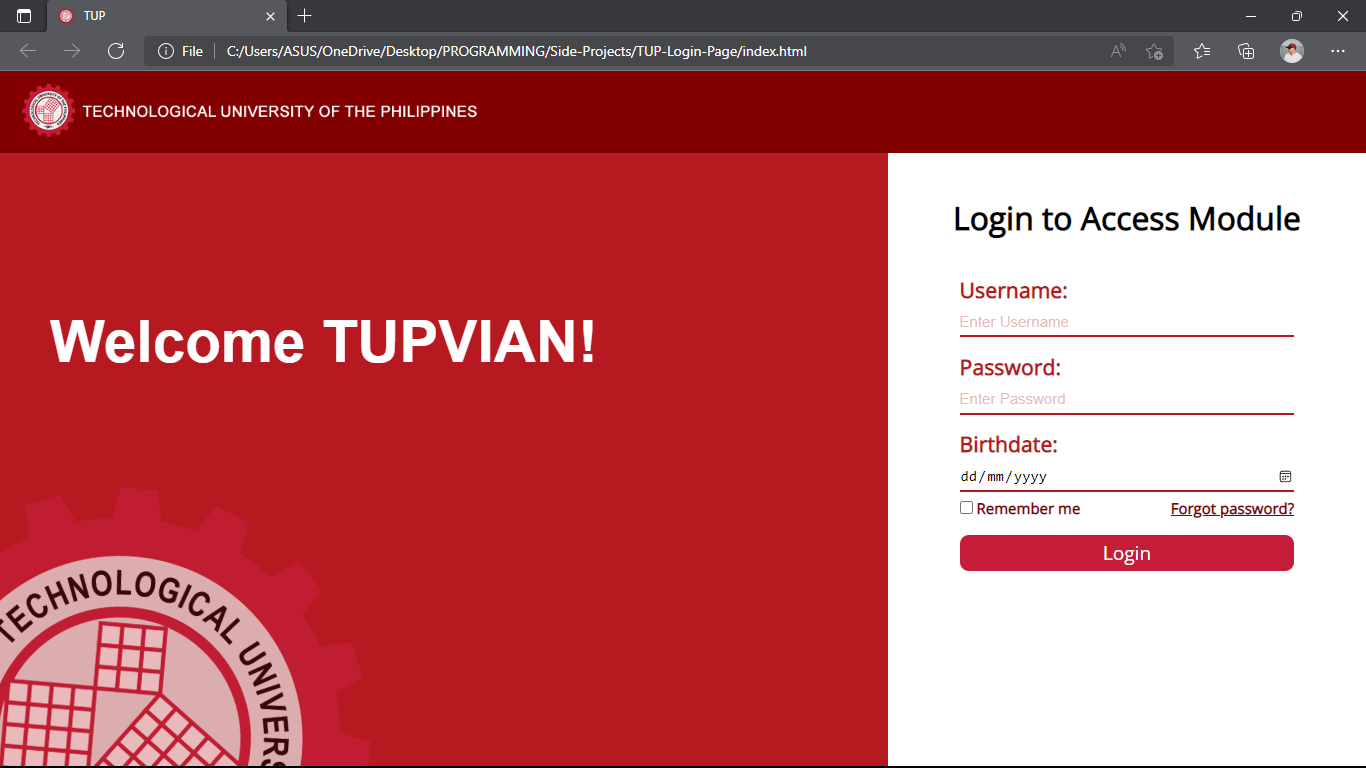 TUP
File
C:/Users/ASUS/OneDrive/Desktop/PROGRAMMING/Side-Projects/TUP-Login-Page/index.html
TECHNOLOGICAL UNIVERSITY OF THE PHILIPPINES
Welcome TUPVIAN!
TECHNOLOGICAL UNIVERS
Login to Access Module
Username:
Enter Username
Password:
Enter Password
Birthdate:
dd/mm/yyyy
Remember me
Forgot password?
Login